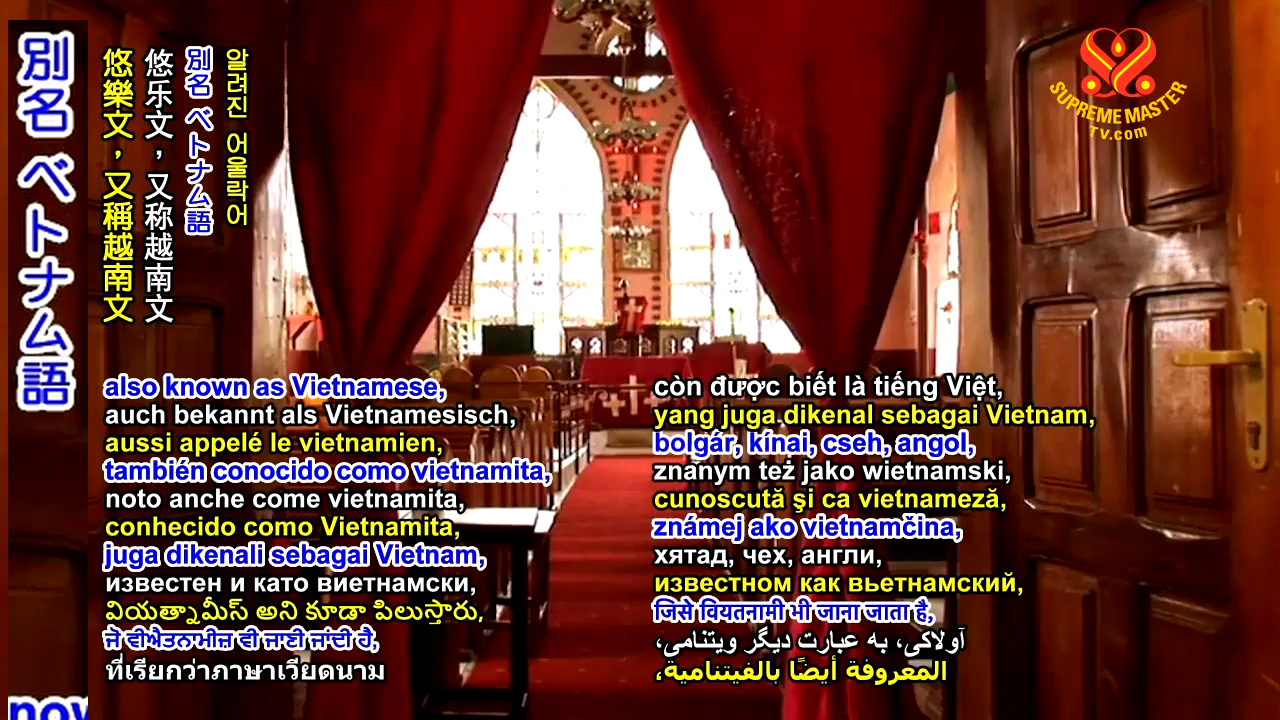 別名 ベトナム語
悠樂文，又稱越南文
悠乐文，又称越南文
別名 ベトナム語
알려진 어울락어
SUPREME MASTER
TV.com
also known as Vietnamese,
auch bekannt als Vietnamesisch,
aussi appelé le vietnamien,
también conocido como vietnamita,
noto anche come vietnamita,
conhecido como Vietnamita,
juga dikenali sebagai Vietnam,
известен и като виетнамски,
వియత్నామీస్ అని కూడా పిలుస్తారు,
ਜੋ ਵੀਐਤਨਾਮੀਜ਼ ਵੀ ਜਾਣੀ ਜਾਂਦੀ ਹੈ,
ที่เรียกว่าภาษาเวียดนาม
còn được biết là tiếng Việt,
yang juga dikenal sebagai Vietnam,
bolgár, kínai, cseh, angol,
znanym też jako wietnamski,
cunoscută şi ca vietnameză,
známej ako vietnamčina,
хятад, чех, англи,
известном как вьетнамский,
जिसे वियतनामी भी जाना जाता है,
آولاکی، به عبارت دیگر ویتنامی،
المعروفة أيضًا بالفيتنامية،